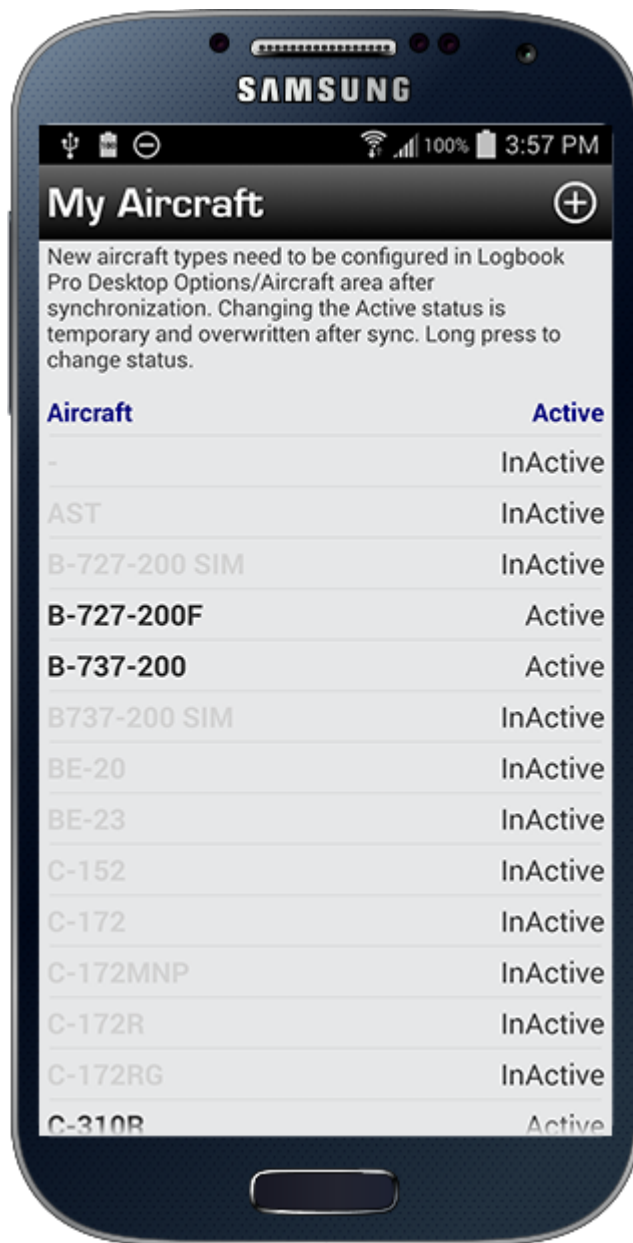 SAMSUNG
100% 3:57 PM
My Aircraft
New aircraft types need to be configured in Logbook
Pro Desktop Options/Aircraft area after
synchronization. Changing the Active status is
temporary and overwritten after sync. Long press to
change status.
Aircraft Active
- InActive
AST InActive
B-727-200 SIM InActive
B-727-200F Active
B-737-200 Active
B737-200 SIM InActive
BE-20 InActive
BE-23 InActive
C-152 InActive
C-172 InActive
C-172MNP InActive
C-172R InActive
C-172RG InActive
C-310R Active